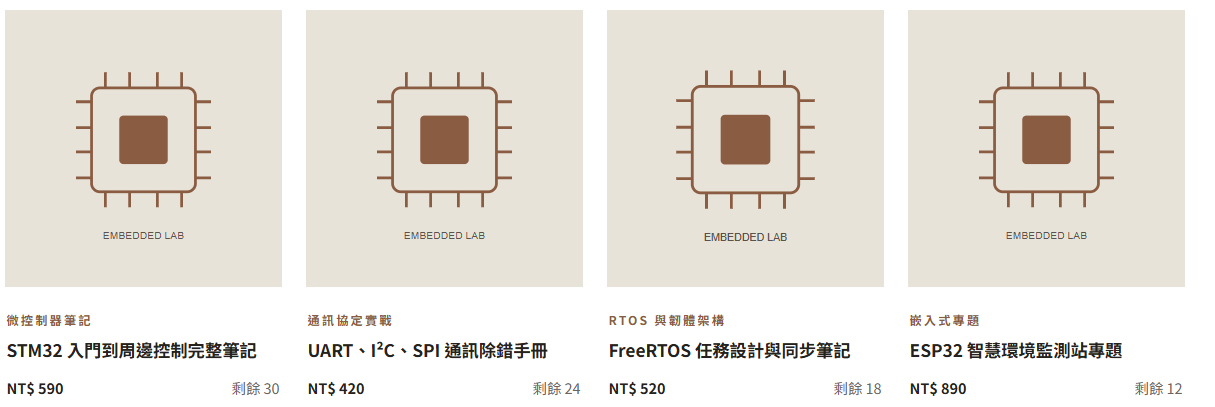 EMBEDDED LAB
微控制器筆記
STM32 入門到周邊控制完整筆記
NT$ 590
剩餘 30
EMBEDDED LAB
通訊協定實戰
UART、I²C、SPI 通訊除錯手冊
NT$ 420
剩餘 24
EMBEDDED LAB
RTOS 與韌體架構
FreeRTOS 任務設計與同步筆記
NT$ 520
剩餘 18
EMBEDDED LAB
嵌入式專題
ESP32 智慧環境監測站專題
NT$ 890
剩餘 12